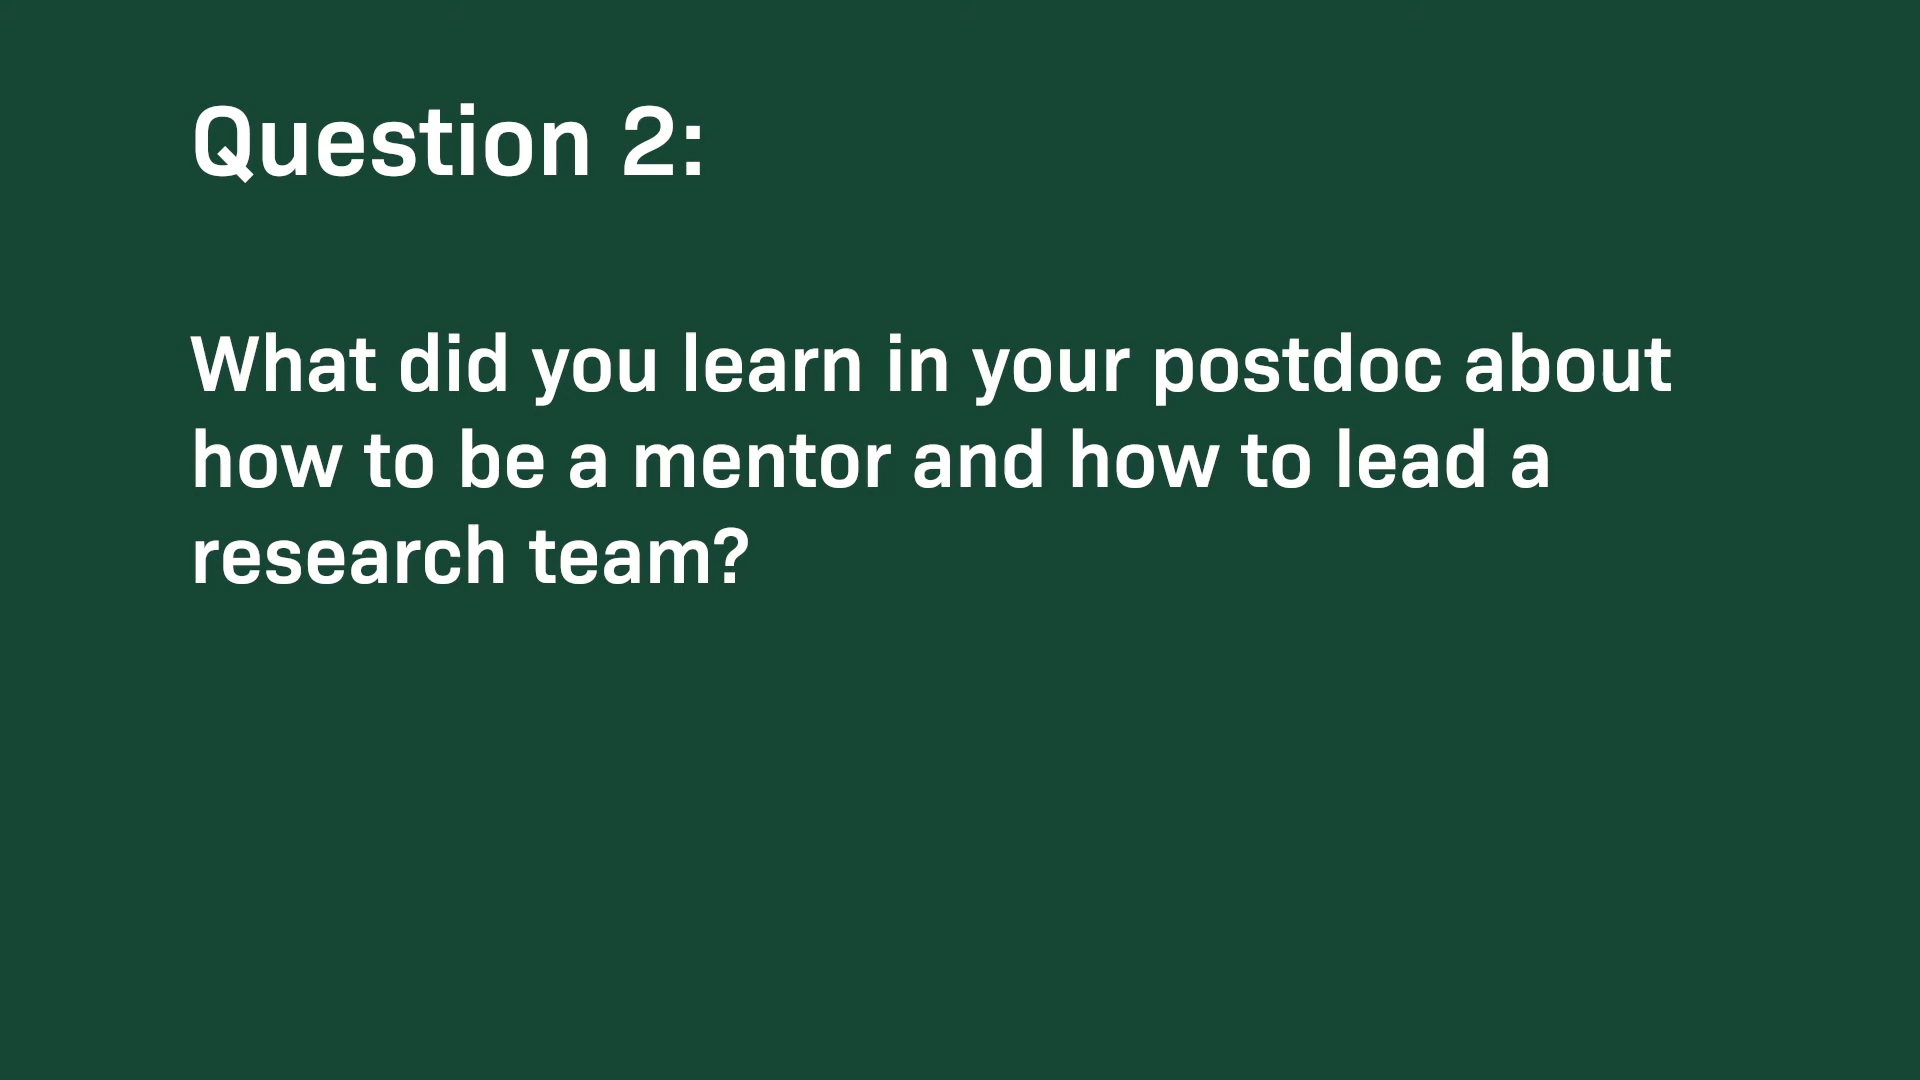 Question 2:
What did you learn in your postdoc about
how to be a mentor and how to lead a
research team?